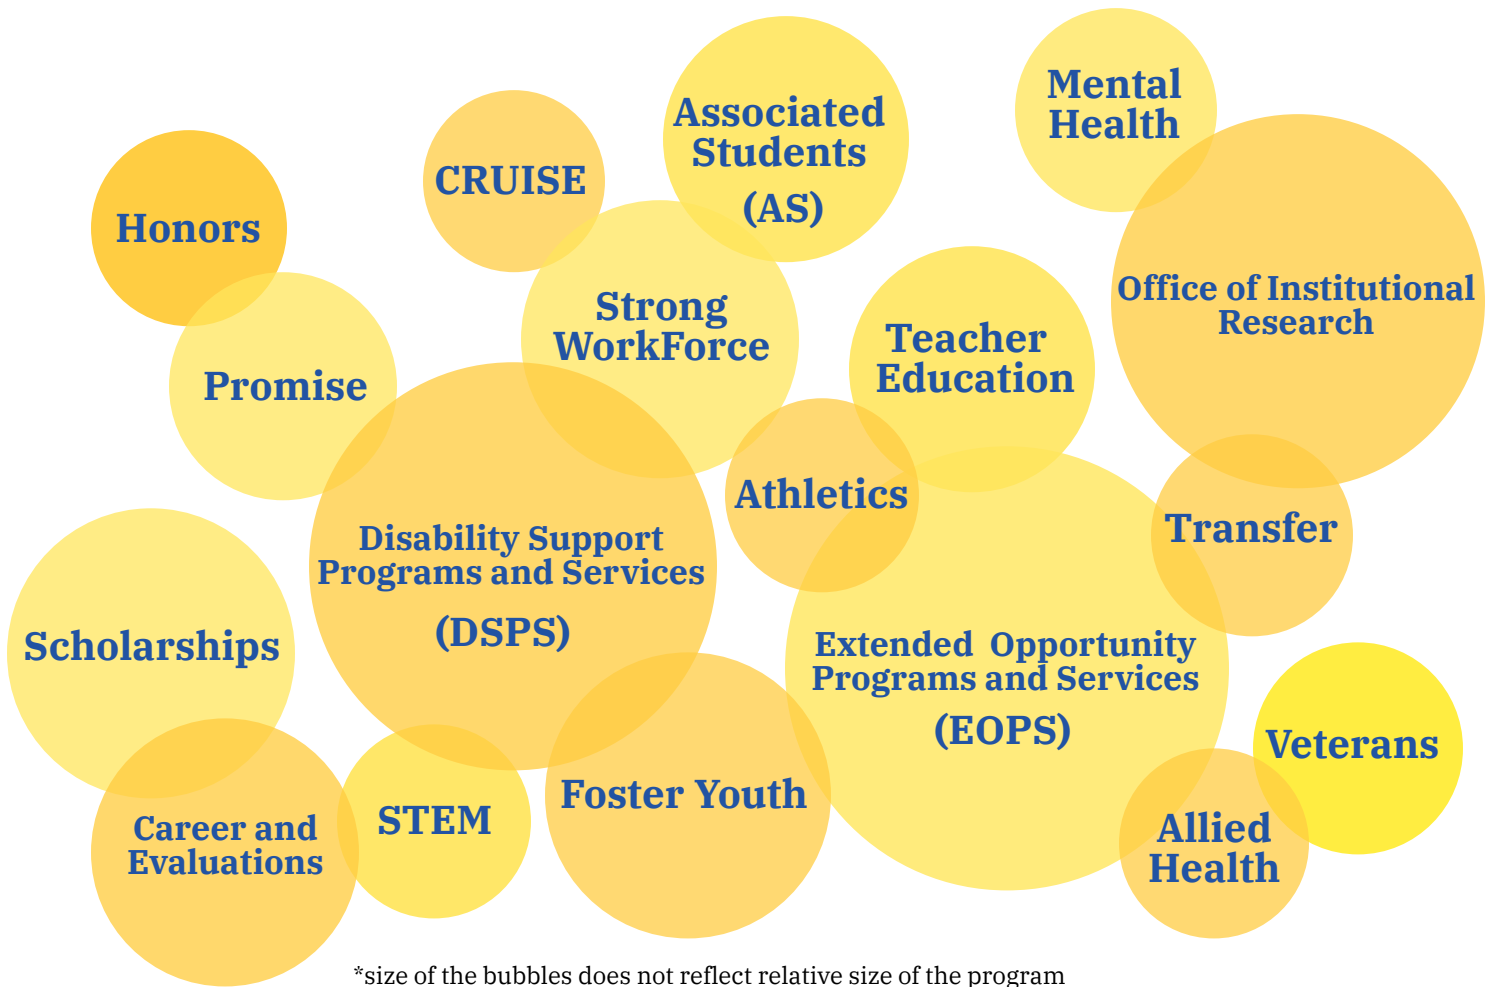 Mental
Health
Associated
Students
(AS)
CRUISE
Honors
Office of Institutional
Research
Strong
WorkForce
Teacher
Education
Promise
Athletics
Transfer
Disability Support
Programs and Services
(DSPS)
Scholarships
Extended  Opportunity
Programs and Services
(EOPS)
Veterans
Foster Youth
STEM
Career and
Evaluations
Allied
Health
*size of the bubbles does not reflect relative size of the program